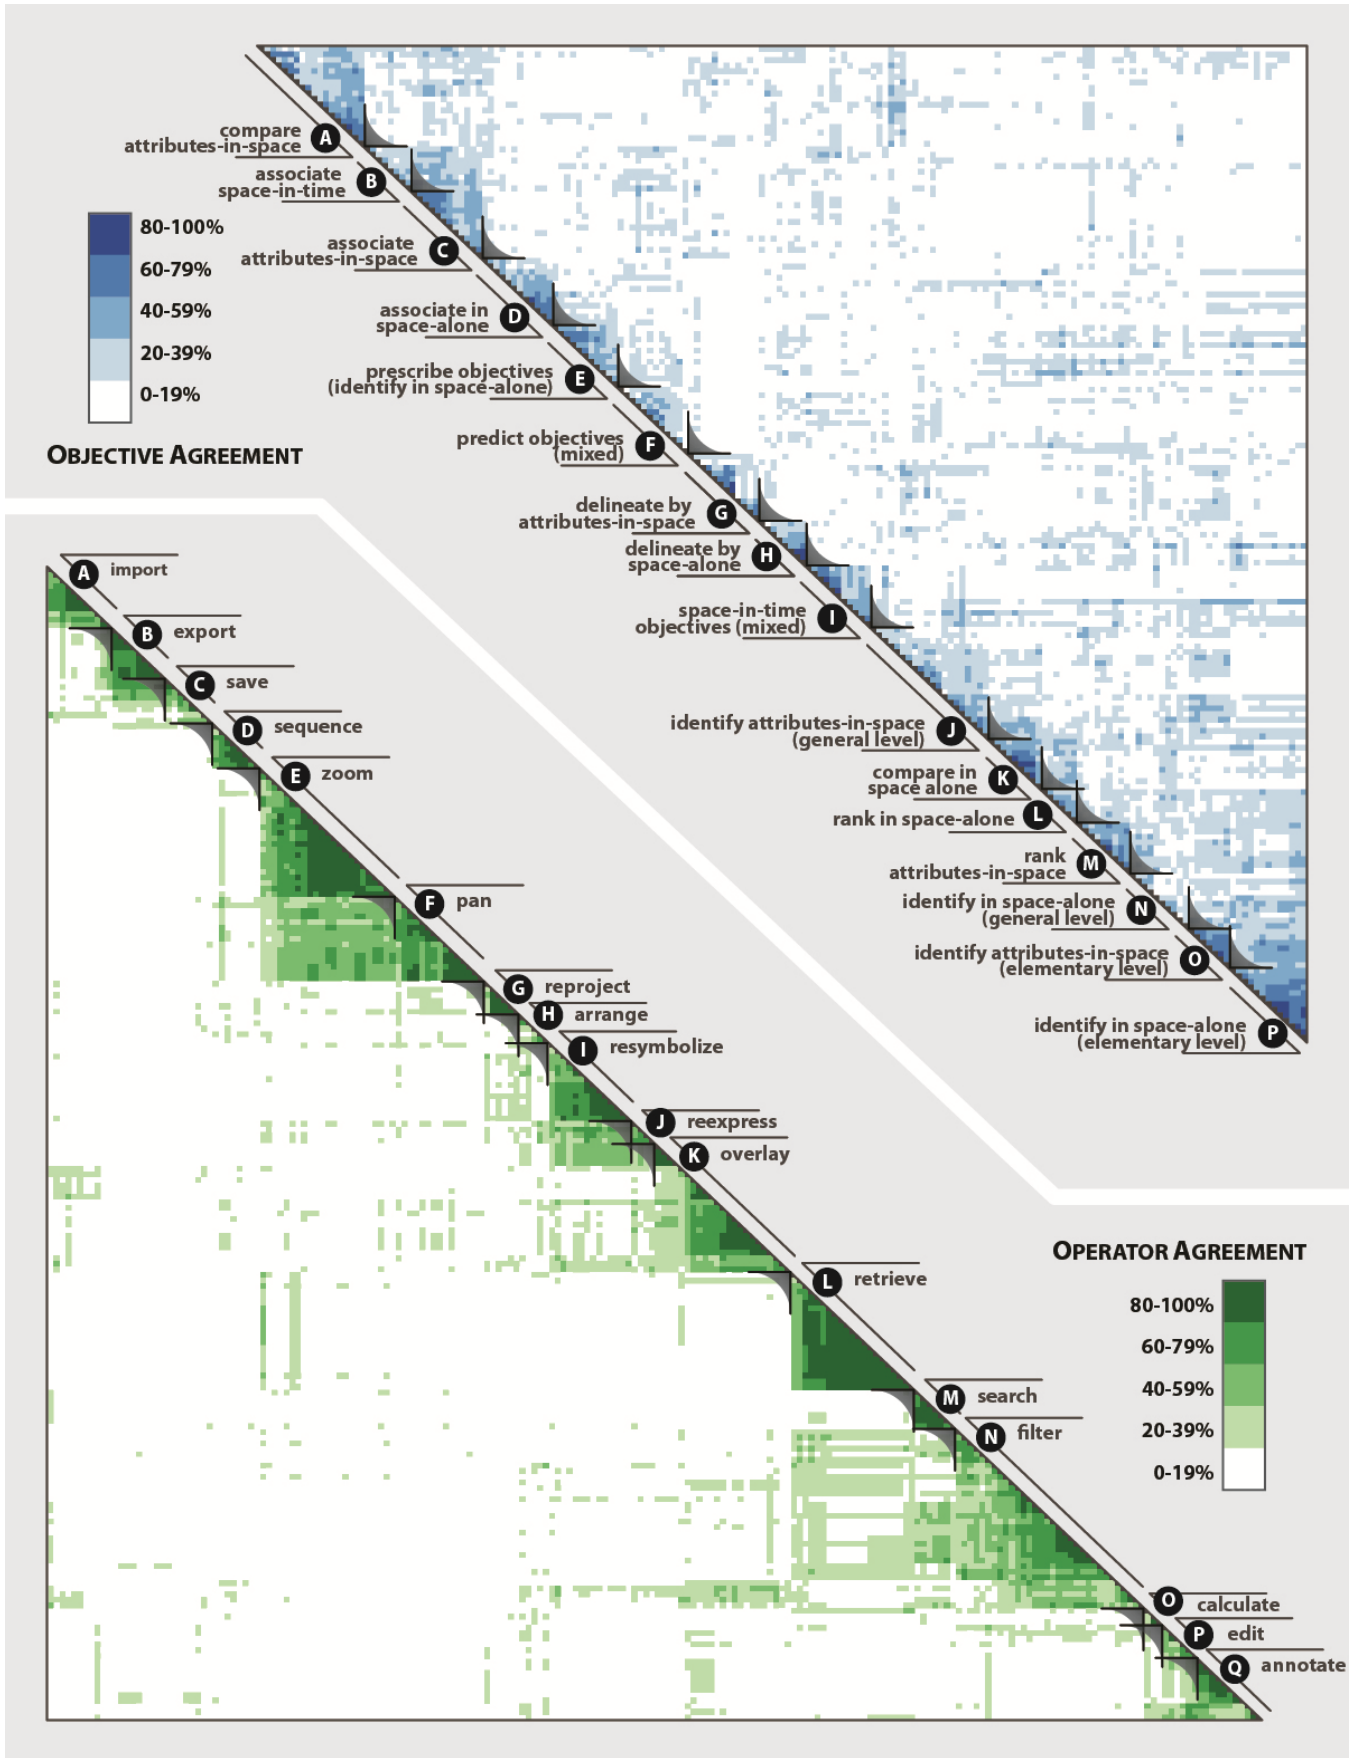 compare
attributes-in-space
A
associate
space-in-time
B
associate
attributes-in-space
C
associate in
space-alone
D
prescribe objectives
(identify in space-alone)
E
predict objectives
(mixed)
F
delineate by
attributes-in-space
G
delineate by
space-alone
H
space-in-time
objectives (mixed)
I
identify attributes-in-space
(general level)
J
compare in
space alone
K
rank in space-alone
L
rank
attributes-in-space
M
identify in space-alone
(general level)
N
identify attributes-in-space
(elementary level)
O
identify in space-alone
(elementary level)
P
80-100%
60-79%
40-59%
20-39%
0-19%
OBJECTIVE AGREEMENT
A import
B export
C save
D sequence
E zoom
F pan
G reproject
H arrange
I resymbolize
J reexpress
K overlay
L retrieve
M search
N filter
O calculate
P edit
Q annotate
OPERATOR AGREEMENT
80-100%
60-79%
40-59%
20-39%
0-19%